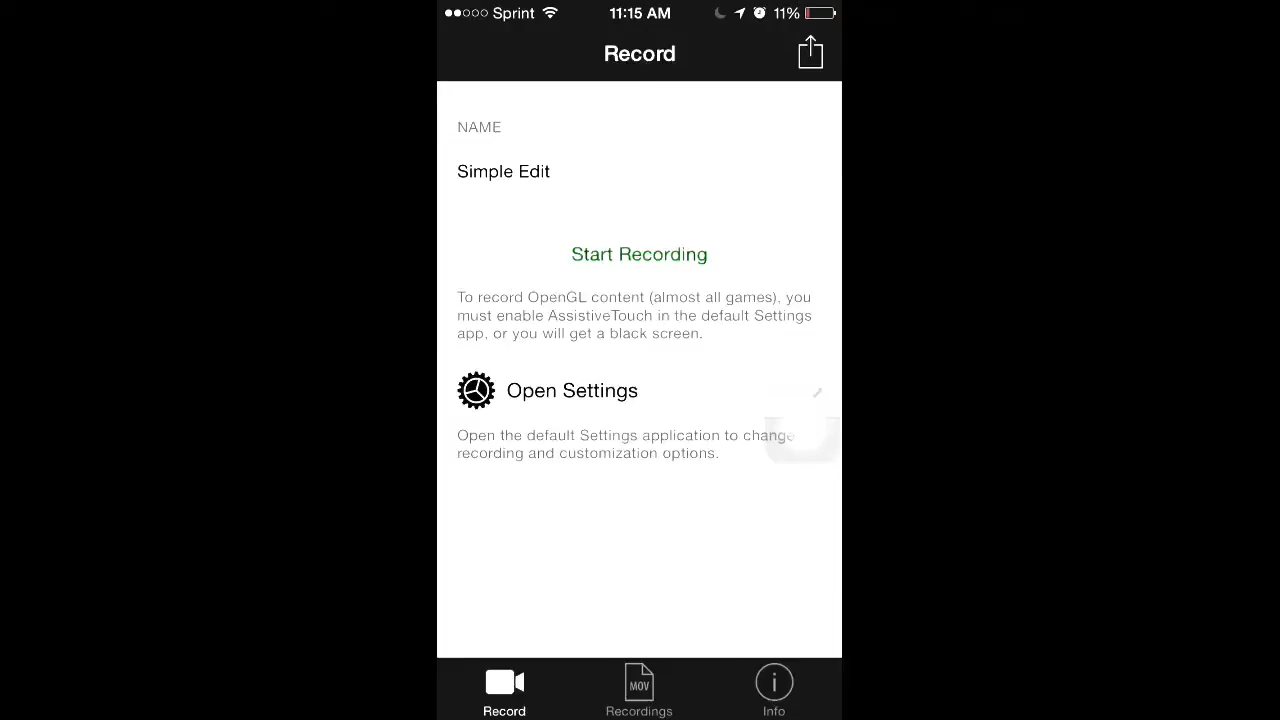 Sprint 11:15 AM 11%
Record
NAME
Simple Edit
Start Recording
To record OpenGL content (almost all games), you
must enable AssistiveTouch in the default Settings
app, or you will get a black screen.
Open Settings
Open the default Settings application to change
recording and customization options.
MOV
Record Recordings Info